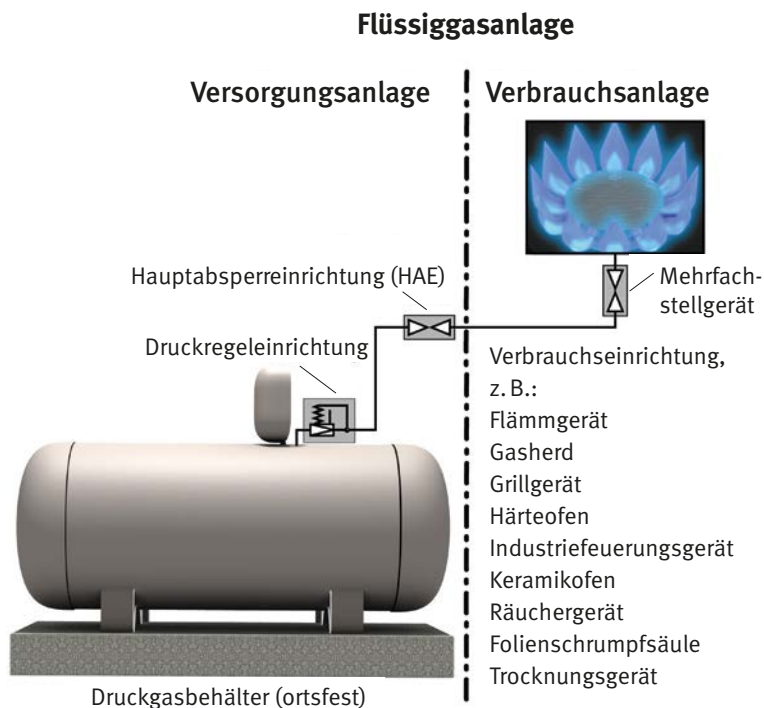 Flüssiggasanlage
Versorgungsanlage
Verbrauchsanlage
Hauptabsperreinrichtung (HAE)
Mehrfach-
stellgerät
Druckregeleinrichtung
Verbrauchseinrichtung,
z. B.:
Flämmgerät
Gasherd
Grillgerät
Härteofen
Industriefeuerungsgerät
Keramikofen
Räuchergerät
Folienschrumpfsäule
Trocknungsgerät
Druckgasbehälter (ortsfest)